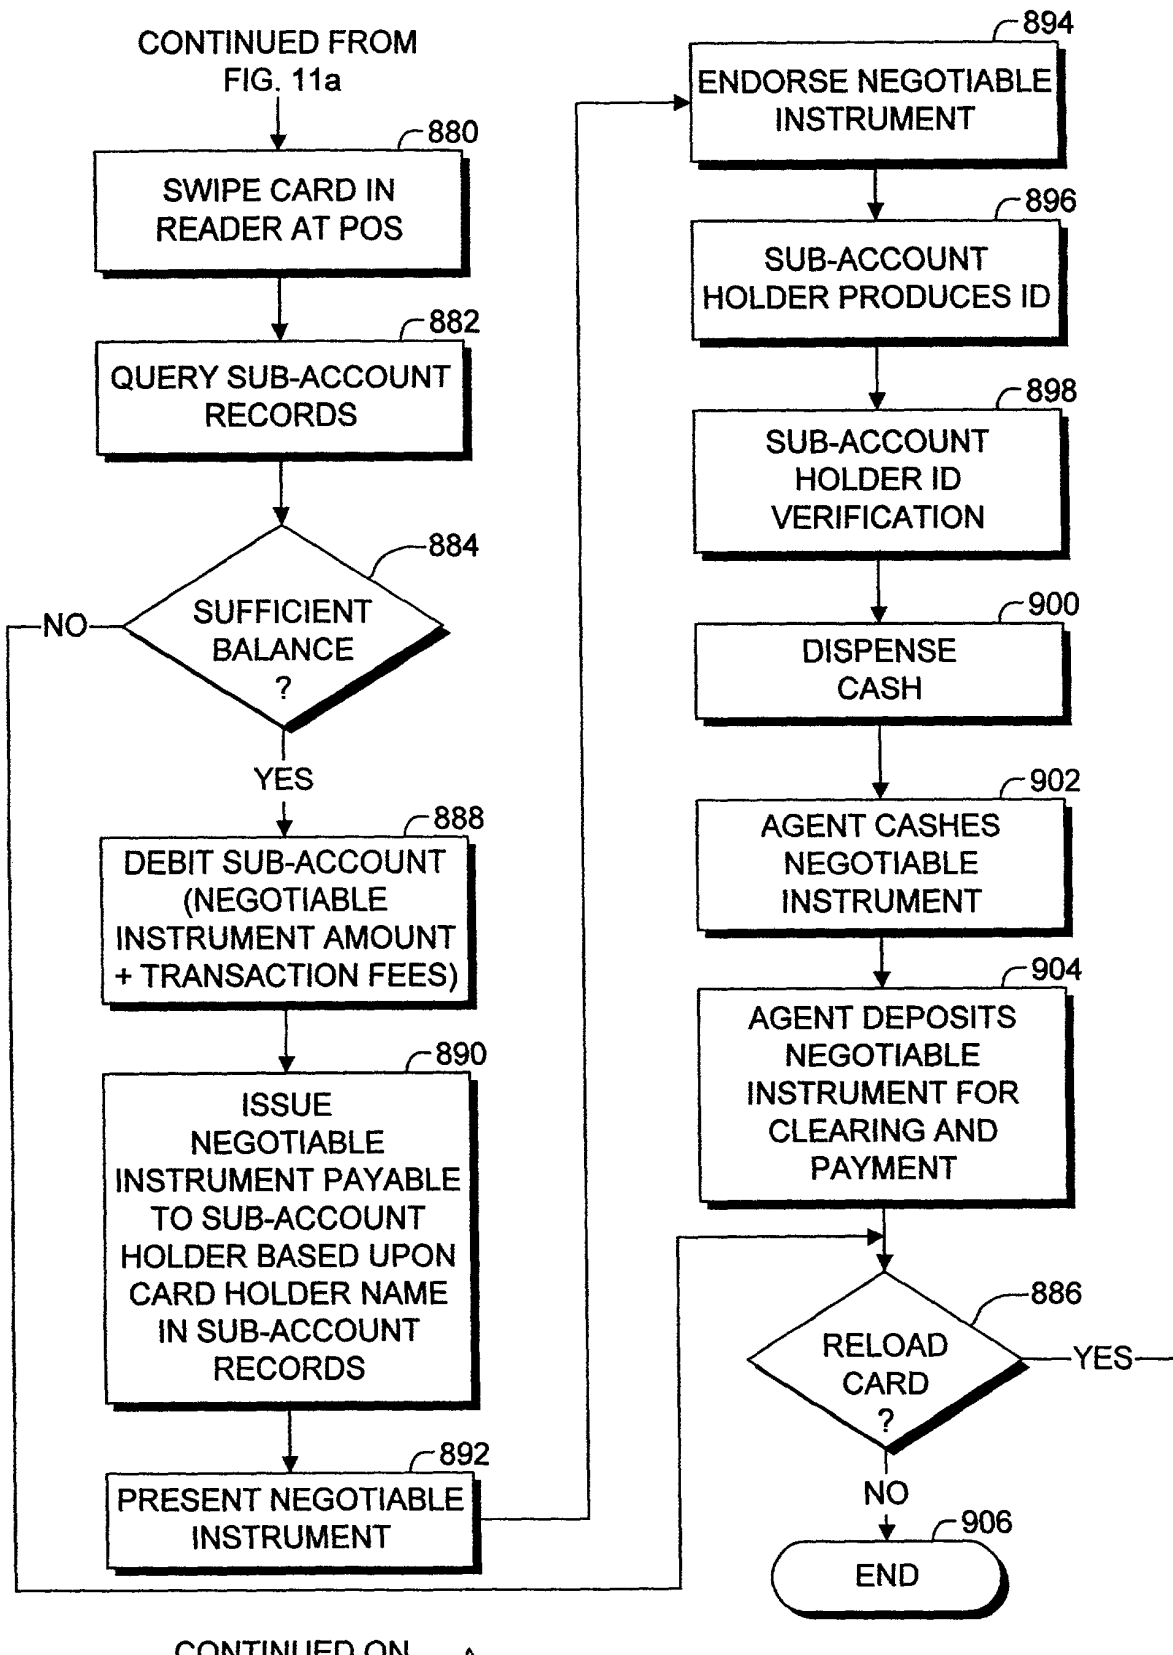 CONTINUED FROM
FIG. 11a
880
SWIPE CARD IN
READER AT POS
882
QUERY SUB-ACCOUNT
RECORDS
884
SUFFICIENT
BALANCE
?
NO
YES
888
DEBIT SUB-ACCOUNT
(NEGOTIABLE
INSTRUMENT AMOUNT
+ TRANSACTION FEES)
890
ISSUE
NEGOTIABLE
INSTRUMENT PAYABLE
TO SUB-ACCOUNT
HOLDER BASED UPON
CARD HOLDER NAME
IN SUB-ACCOUNT
RECORDS
892
PRESENT NEGOTIABLE
INSTRUMENT
894
ENDORSE NEGOTIABLE
INSTRUMENT
896
SUB-ACCOUNT
HOLDER PRODUCES ID
898
SUB-ACCOUNT
HOLDER ID
VERIFICATION
900
DISPENSE
CASH
902
AGENT CASHES
NEGOTIABLE
INSTRUMENT
904
AGENT DEPOSITS
NEGOTIABLE
INSTRUMENT FOR
CLEARING AND
PAYMENT
886
RELOAD
CARD
?
YES
NO
906
END
CONTINUED ON